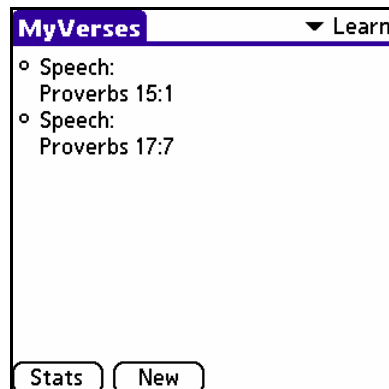 MyVerses Learn
Speech:
Proverbs 15:1
Speech:
Proverbs 17:7
Stats New